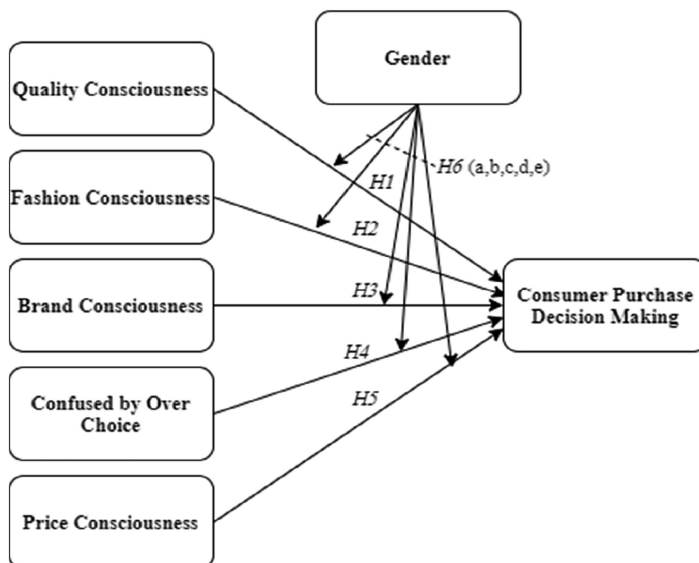 Gender
Quality Consciousness
H6 (a,b,c,d,e)
H1
Fashion Consciousness
H2
Brand Consciousness
H3
Consumer Purchase
Decision Making
H4
Confused by Over
Choice
H5
Price Consciousness